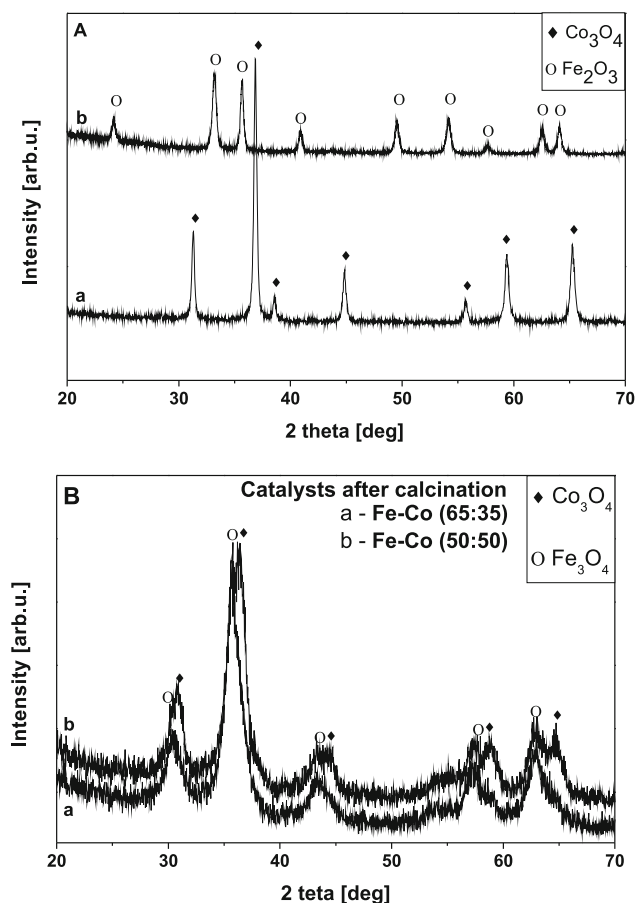 A
♦ Co3O4
O Fe2O3
b
a
Intensity [arb.u.]
20 30 40 50 60 70
2 theta [deg]
B
Catalysts after calcination
a - Fe-Co (65:35)
b - Fe-Co (50:50)
♦ Co3O4
O Fe3O4
b
a
Intensity [arb.u.]
20 30 40 50 60 70
2 teta [deg]